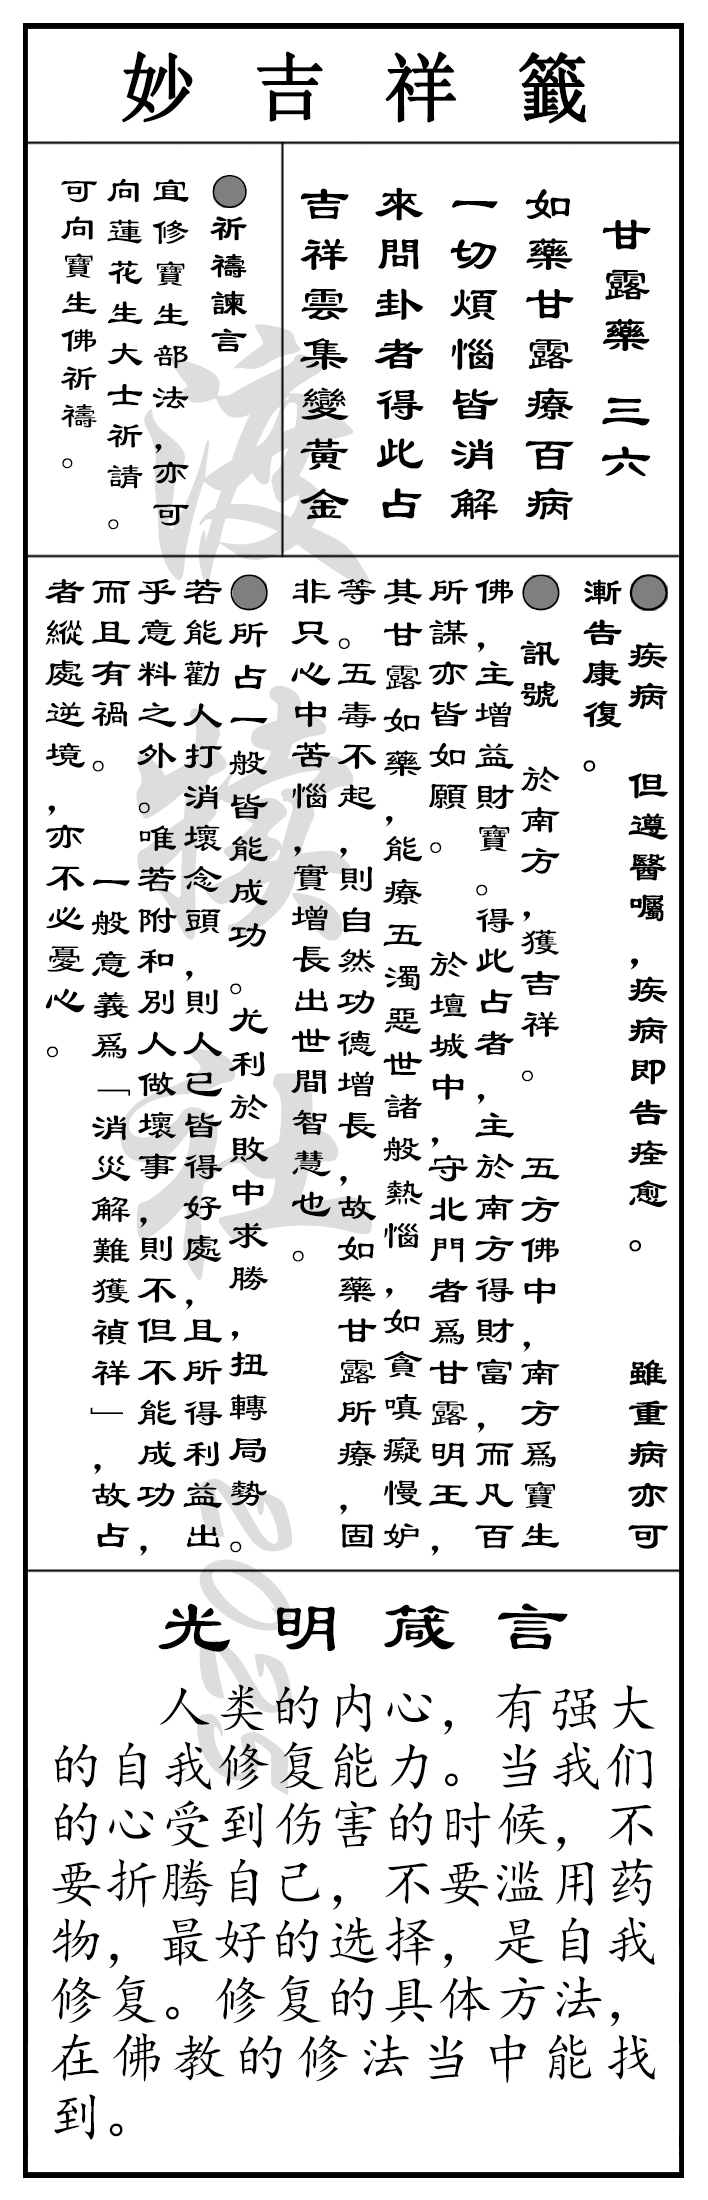 妙吉祥籤
甘露藥 三六
如藥甘露療百病
一切煩惱皆消解
來問卦者得此占
吉祥雲集變黃金
●祈禱諫言
宜修寶生部法，亦可
向蓮花生大士祈請。
可向寶生佛祈禱。
●疾病 但遵醫囑，疾病即告痊愈。 雖重病亦可
漸告康復。
●訊號 於南方，獲吉祥。 五方佛中，南方爲寶生
佛，主增益財寶。得此占者，主於南方得財富，而凡百
所謀亦皆如願。 於壇城中，守北門者爲甘露明王，
其甘露如藥，能療五濁惡世諸般熱惱，如貪嗔癡慢妒
等。五毒不起，則自然功德增長，故如藥甘露所療，固
非只心中苦惱，實增長出世間智慧也。
●所占一般皆能成功。尤利於敗中求勝，扭轉局勢。
若能勸人打消壞念頭，則人己皆得好處，且所得利益出
乎意料之外。唯若附和別人做壞事，則不但不能成功，
而且有禍。 一般意義爲「消災解難獲禎祥」，故占
者縱處逆境，亦不必憂心。
光明箴言
人类的内心，有强大
的自我修复能力。当我们
的心受到伤害的时候，不
要折腾自己，不要滥用药
物，最好的选择，是自我
修复。修复的具体方法，
在佛教的修法当中能找
到。
渡
社
2025